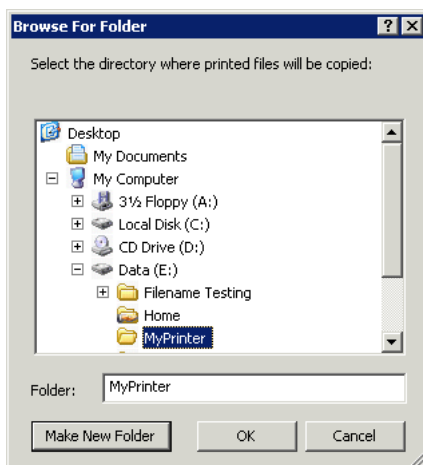 Browse For Folder
Select the directory where printed files will be copied:
Desktop
My Documents
My Computer
3½ Floppy (A:)
Local Disk (C:)
CD Drive (D:)
Data (E:)
Filename Testing
Home
MyPrinter
Folder: MyPrinter
Make New Folder OK Cancel